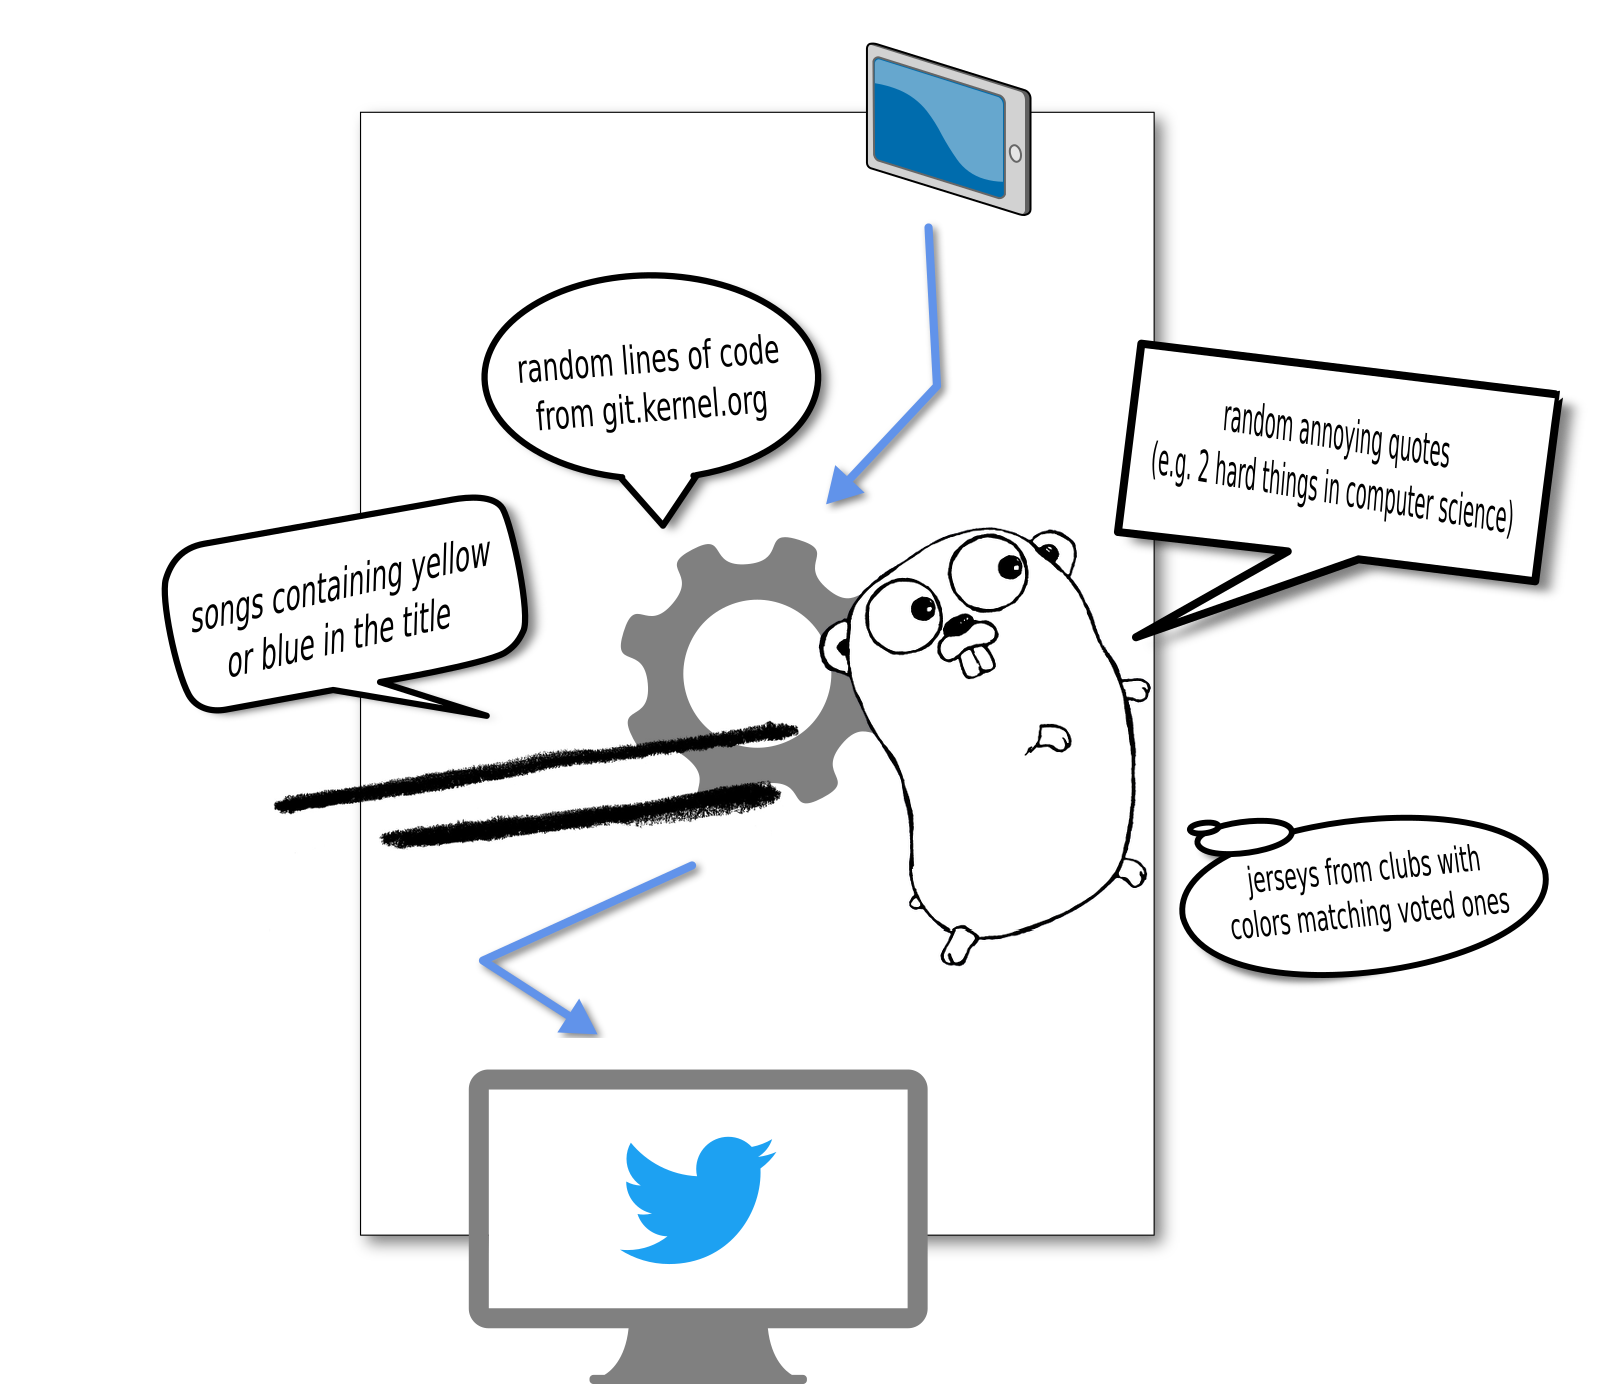 random lines of code
from git.kernel.org
random annoying quotes
(e.g. 2 hard things in computer science)
songs containing yellow
or blue in the title
jerseys from clubs with
colors matching voted ones